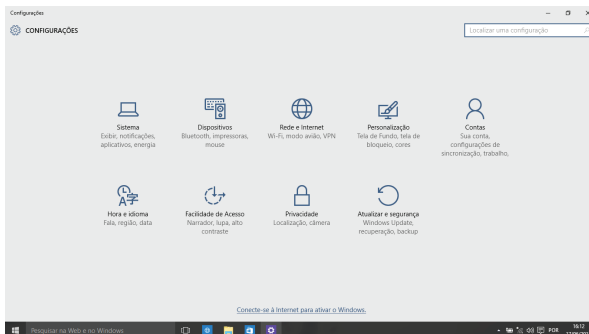 Configurações
CONFIGURAÇÕES
Localizar uma configuração
Sistema
Exibir, notificações,
aplicativos, energia
Dispositivos
Bluetooth, impressoras,
mouse
Rede e Internet
Wi-Fi, modo avião, VPN
Personalização
Tela de Fundo, tela de
bloqueio, cores
Contas
Sua conta,
configurações de
sincronização, trabalho,
Hora e idioma
Fala, região, data
Facilidade de Acesso
Narrador, lupa, alto
contraste
Privacidade
Localização, câmera
Atualizar e segurança
Windows Update,
recuperação, backup
Conecte-se à Internet para ativar o Windows.
Pesquisar na Web e no Windows
POR
16:12